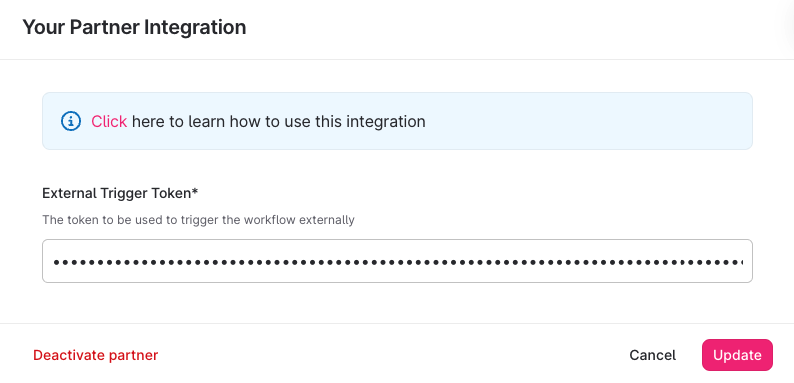 Your Partner Integration
Click here to learn how to use this integration
External Trigger Token*
The token to be used to trigger the workflow externally
Deactivate partner
Cancel
Update